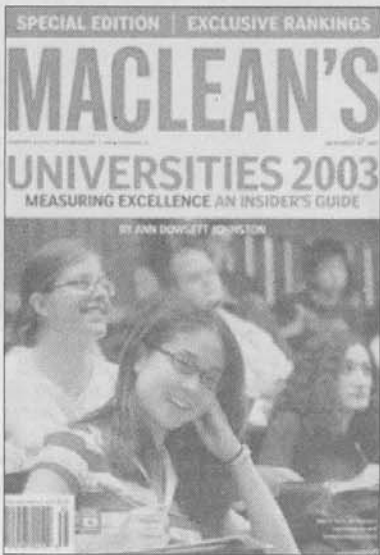 SPECIAL EDITION | EXCLUSIVE RANKINGS
MACLEAN'S
UNIVERSITIES 2003
MEASURING EXCELLENCE AN INSIDER'S GUIDE
BY ANN DOWSETT JOHNSTON